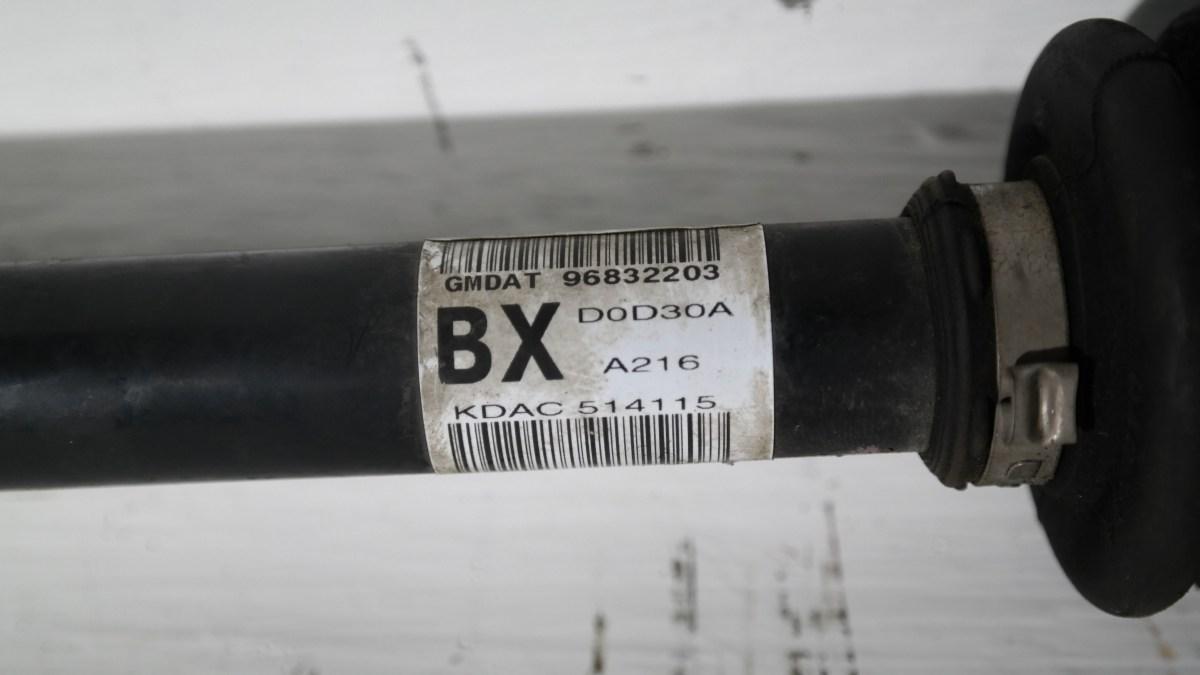 GMDAT 96832203
BX D0D30A
A216
KDAC 514115